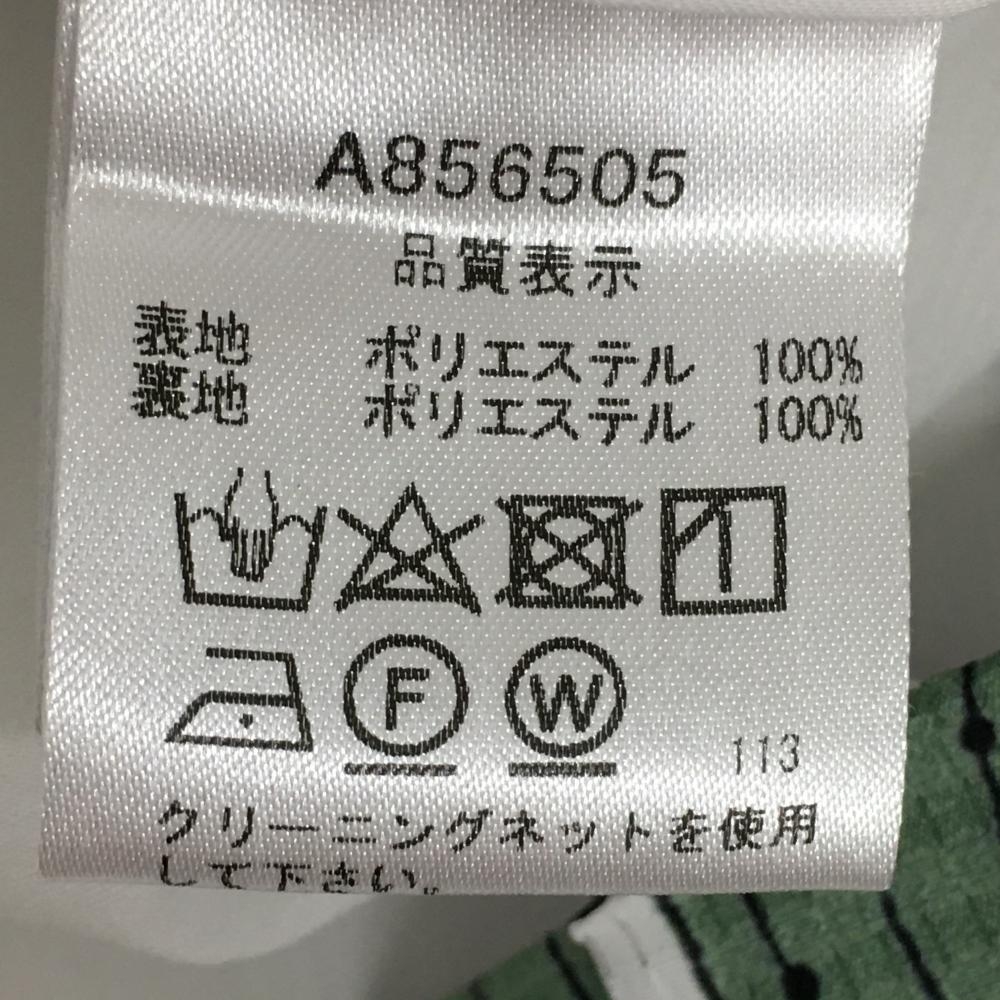 A856505
品質表示
表地 ポリエステル 100%
裏地 ポリエステル 100%
F W 113
クリーニングネットを使用
して下さい。